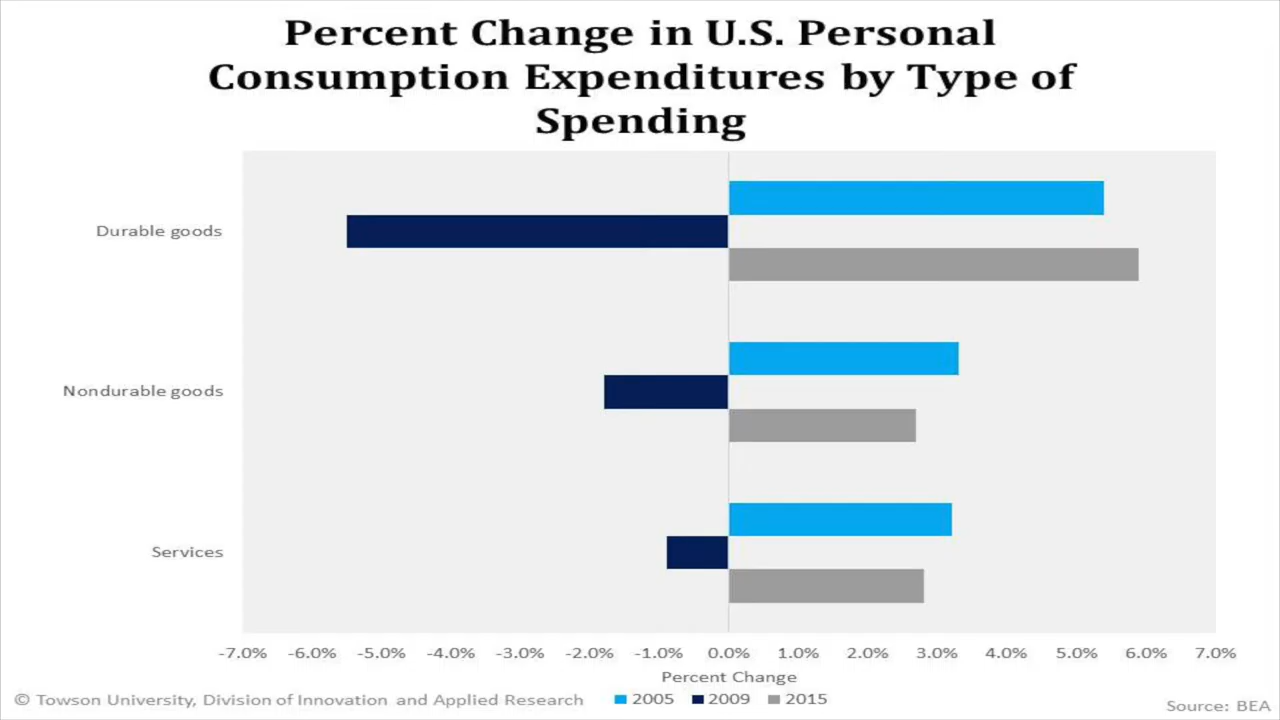 Percent Change in U.S. Personal
Consumption Expenditures by Type of
Spending
Durable goods
Nondurable goods
Services
-7.0% -6.0% -5.0% -4.0% -3.0% -2.0% -1.0% 0.0% 1.0% 2.0% 3.0% 4.0% 5.0% 6.0% 7.0%
Percent Change
© Towson University, Division of Innovation and Applied Research 2005 2009 2015
Source: BEA